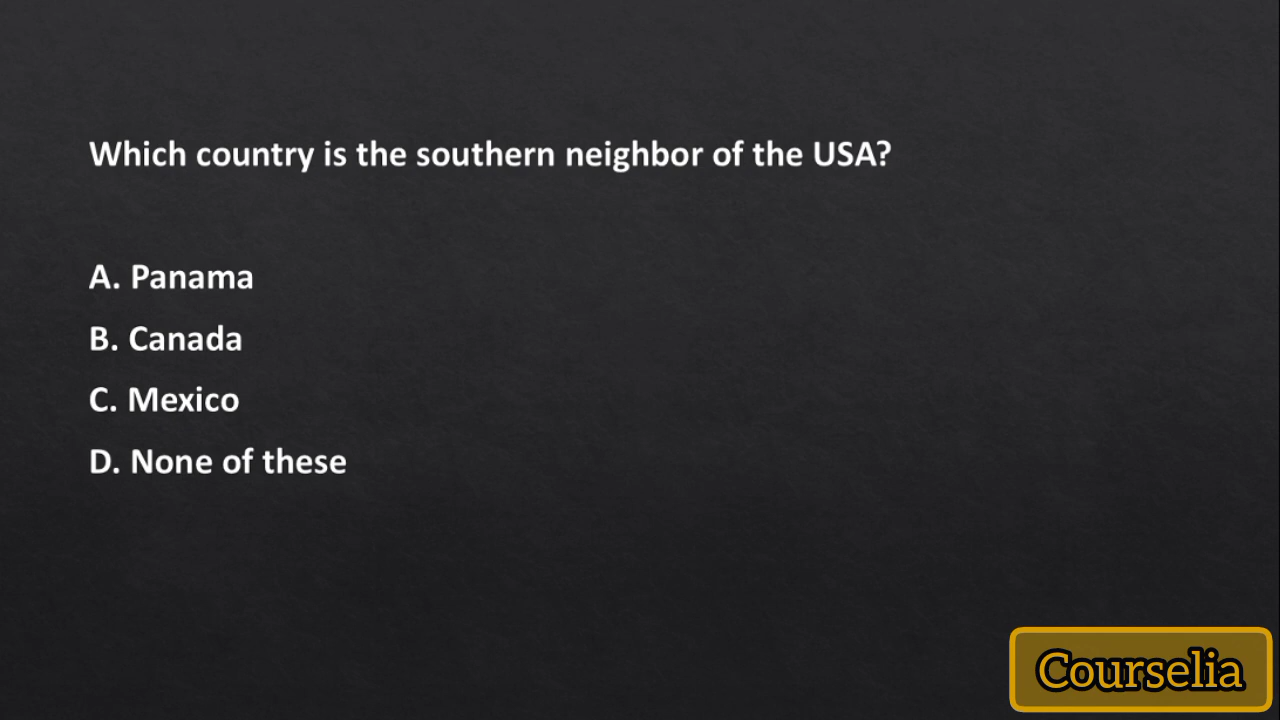 Which country is the southern neighbor of the USA?
A. Panama
B. Canada
C. Mexico
D. None of these
Courselia